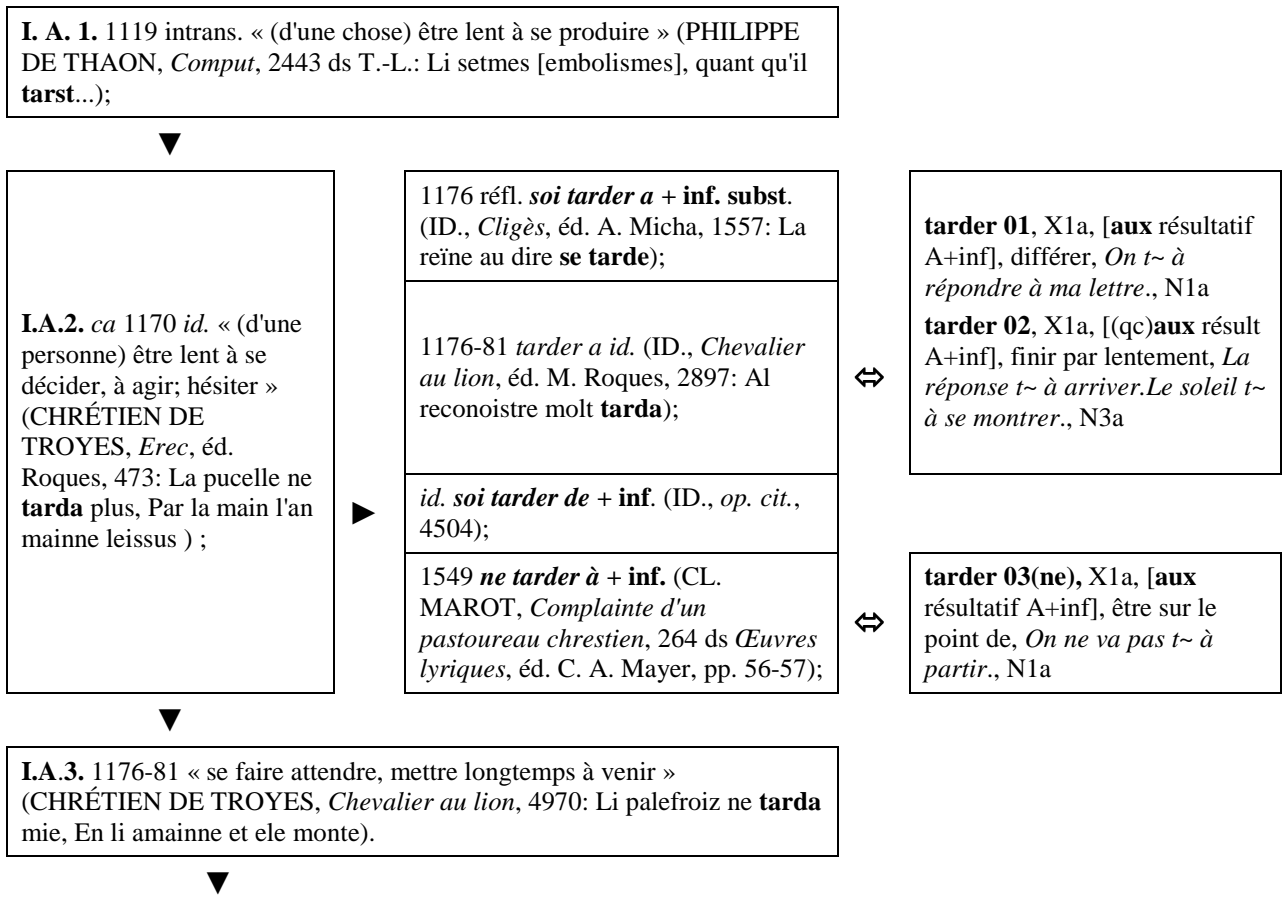 I. A. 1. 1119 intrans. « (d'une chose) être lent à se produire » (PHILIPPE
DE THAON, Comput, 2443 ds T.-L.: Li setmes [embolismes], quant qu'il
tarst...);
▼
I.A.2. ca 1170 id. « (d'une
personne) être lent à se
décider, à agir; hésiter »
(CHRÉTIEN DE
TROYES, Erec, éd.
Roques, 473: La pucelle ne
tarda plus, Par la main l'an
mainne leissus ) ;
►
1176 réfl. soi tarder a + inf. subst.
(ID., Cligès, éd. A. Micha, 1557: La
reïne au dire se tarde);
1176-81 tarder a id. (ID., Chevalier
au lion, éd. M. Roques, 2897: Al
reconoistre molt tarda);
id. soi tarder de + inf. (ID., op. cit.,
4504);
1549 ne tarder à + inf. (CL.
MAROT, Complainte d'un
pastoureau chrestien, 264 ds Œuvres
lyriques, éd. C. A. Mayer, pp. 56-57);
⇔
tarder 01, X1a, [aux résultatif
A+inf], différer, On t~ à
répondre à ma lettre., N1a
tarder 02, X1a, [(qc)aux résult
A+inf], finir par lentement, La
réponse t~ à arriver.Le soleil t~
à se montrer., N3a
⇔
tarder 03(ne), X1a, [aux
résultatif A+inf], être sur le
point de, On ne va pas t~ à
partir., N1a
▼
I.A.3. 1176-81 « se faire attendre, mettre longtemps à venir »
(CHRÉTIEN DE TROYES, Chevalier au lion, 4970: Li palefroiz ne tarda
mie, En li amainne et ele monte).
▼